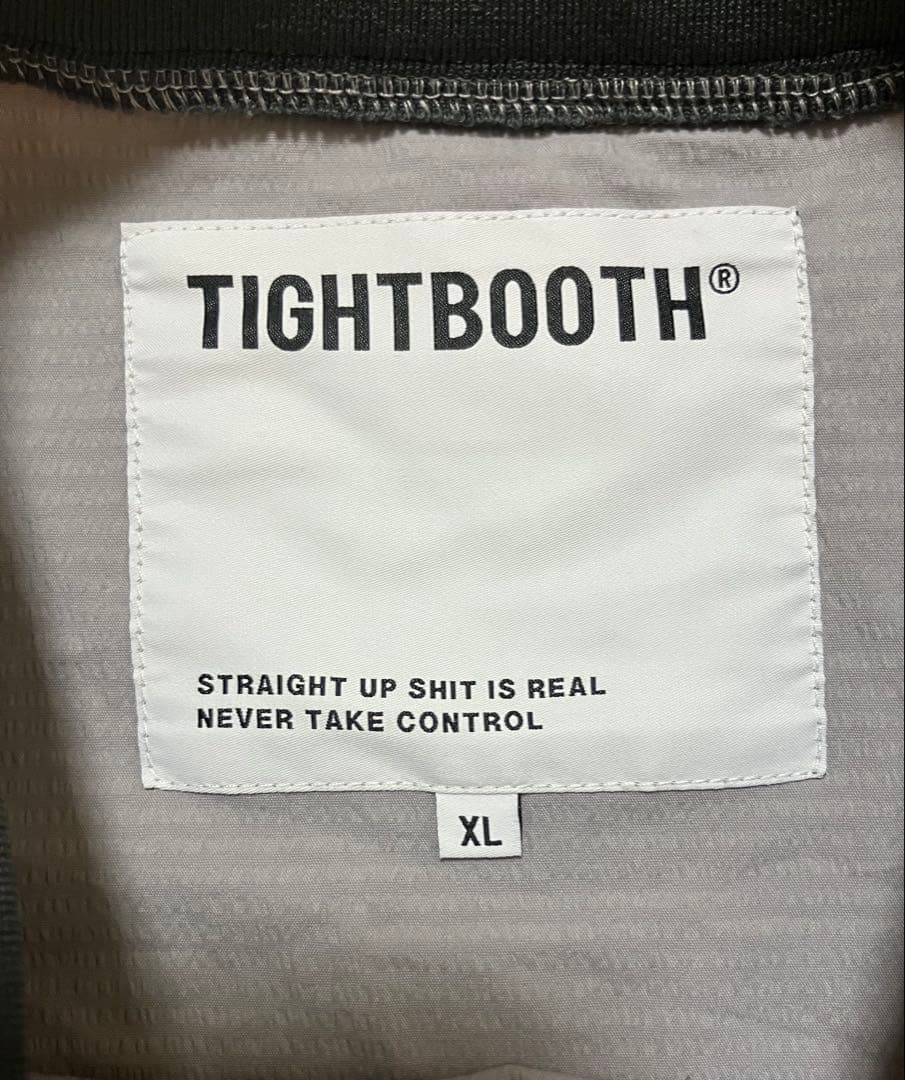 TIGHTBOOTH®
STRAIGHT UP SHIT IS REAL
NEVER TAKE CONTROL
XL